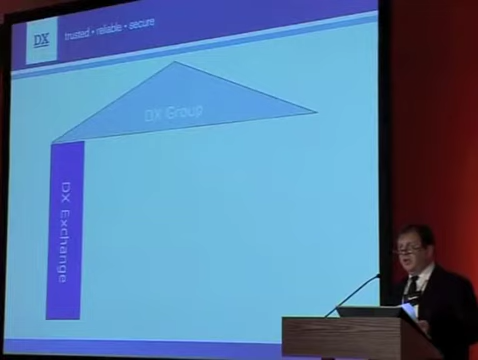 DX
trusted • reliable • secure
DX Group
DX Exchange